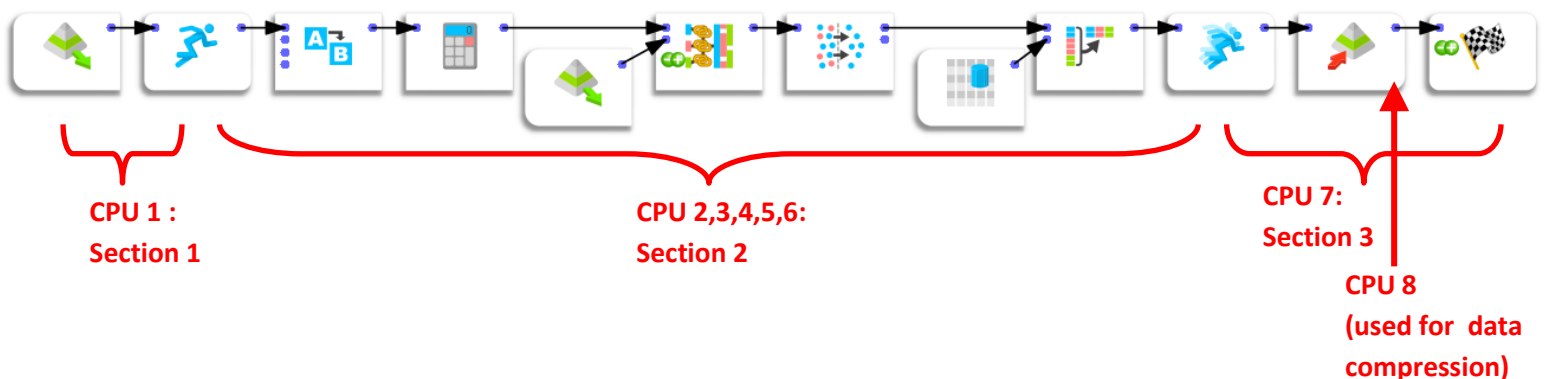 A
B
0
CPU 1 :
Section 1
CPU 2,3,4,5,6:
Section 2
CPU 7:
Section 3
CPU 8
(used for data
compression)